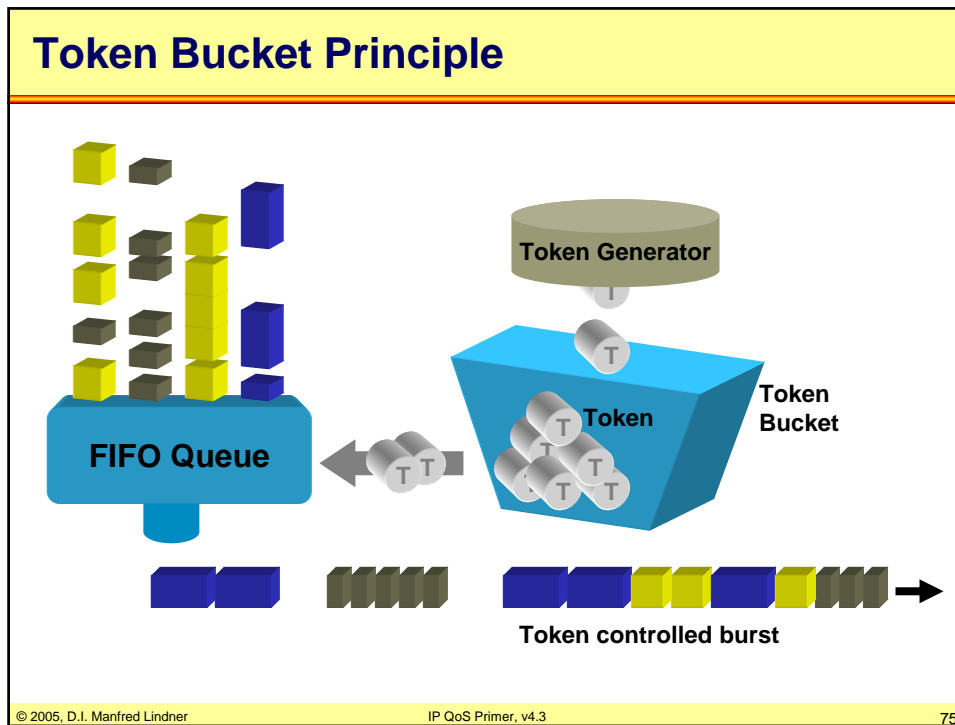 Token Bucket Principle
Token Generator
T
T
Token
Token
Bucket
T
T
T
T
T
T
T
FIFO Queue
T
T
Token controlled burst
© 2005, D.I. Manfred Lindner
IP QoS Primer, v4.3
75